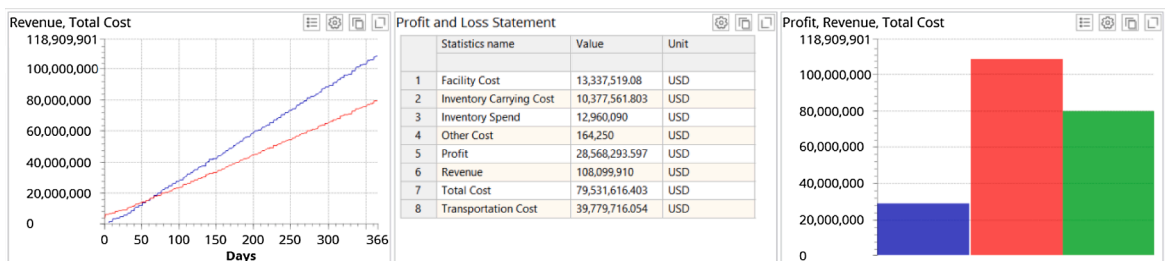 Revenue, Total Cost
118,909,901
100,000,000
80,000,000
60,000,000
40,000,000
20,000,000
0
0 50 100 150 200 250 300 366
Days
Profit and Loss Statement
Statistics name Value Unit
1 Facility Cost 13,337,519.08 USD
2 Inventory Carrying Cost 10,377,561.803 USD
3 Inventory Spend 12,960,090 USD
4 Other Cost 164,250 USD
5 Profit 28,568,293.597 USD
6 Revenue 108,099,910 USD
7 Total Cost 79,531,616.403 USD
8 Transportation Cost 39,779,716.054 USD
Profit, Revenue, Total Cost
118,909,901
100,000,000
80,000,000
60,000,000
40,000,000
20,000,000
0